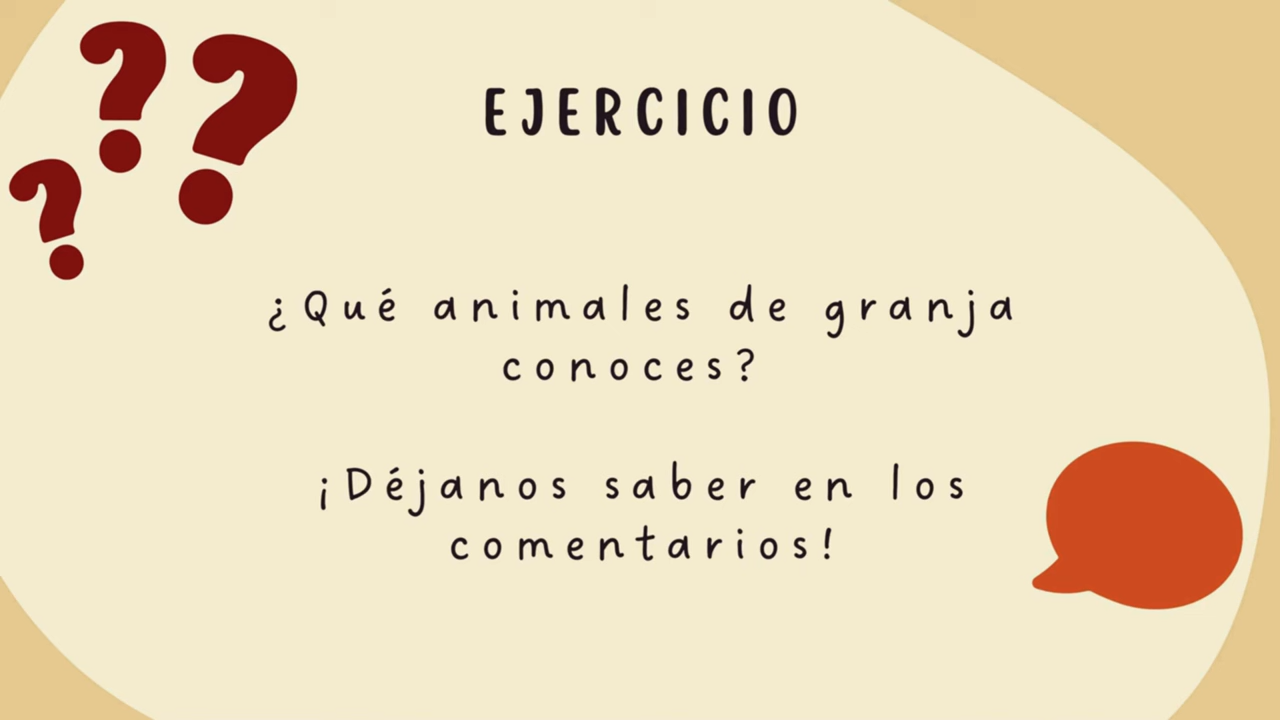 EJERCICIO
¿Qué animales de granja
conoces?
¡Déjanos saber en los
comentarios!